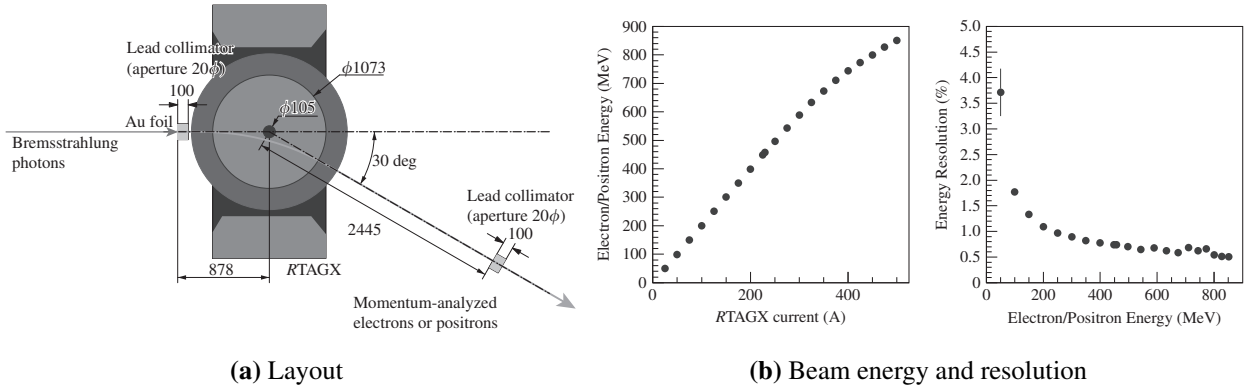 Lead collimator
(aperture 20ϕ)
100
Au foil
Bremsstrahlung
photons
ϕ1073
ϕ105
30 deg
2445
Lead collimator
(aperture 20ϕ)
100
878
RTAGX
Momentum-analyzed
electrons or positrons
(a) Layout
Electron/Positron Energy (MeV)
900
800
700
600
500
400
300
200
100
0
0 200 400
RTAGX current (A)
Energy Resolution (%)
5.0
4.5
4.0
3.5
3.0
2.5
2.0
1.5
1.0
0.5
0.0
0 200 400 600 800
Electron/Positron Energy (MeV)
(b) Beam energy and resolution